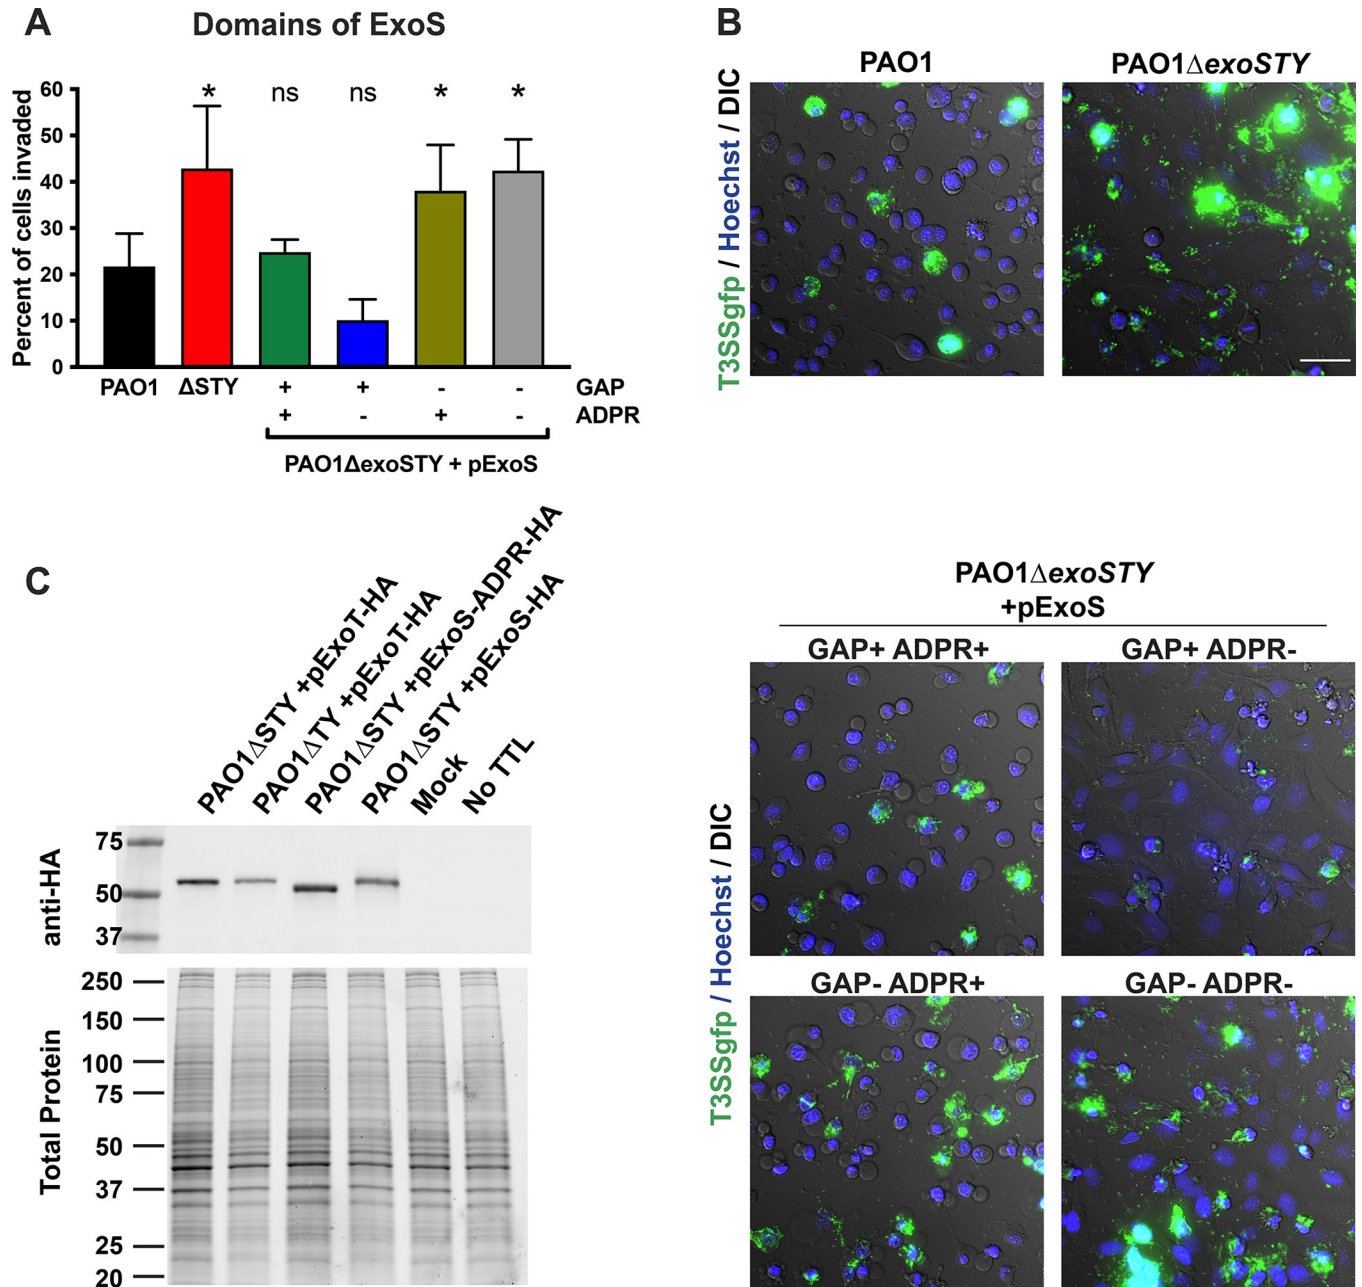 A
Domains of ExoS
Percent of cells invaded
60
50
40
30
20
10
0
* ns ns * *
PAO1 ΔSTY + + - - GAP
+ - + - ADPR
PAO1ΔexoSTY + pExoS
B
PAO1 PAO1ΔexoSTY
T3SSgfp / Hoechst / DIC
PAO1ΔexoSTY
+pExoS
GAP+ ADPR+ GAP+ ADPR-
GAP- ADPR+ GAP- ADPR-
T3SSgfp / Hoechst / DIC
C
PAO1ΔSTY +pExoT-HA
PAO1ΔTY +pExoT-HA
PAO1ΔSTY +pExoS-ADPR-HA
PAO1ΔSTY +pExoS-HA
Mock
No TTL
anti-HA
75
50
37
Total Protein
250
150
100
75
50
37
25
20